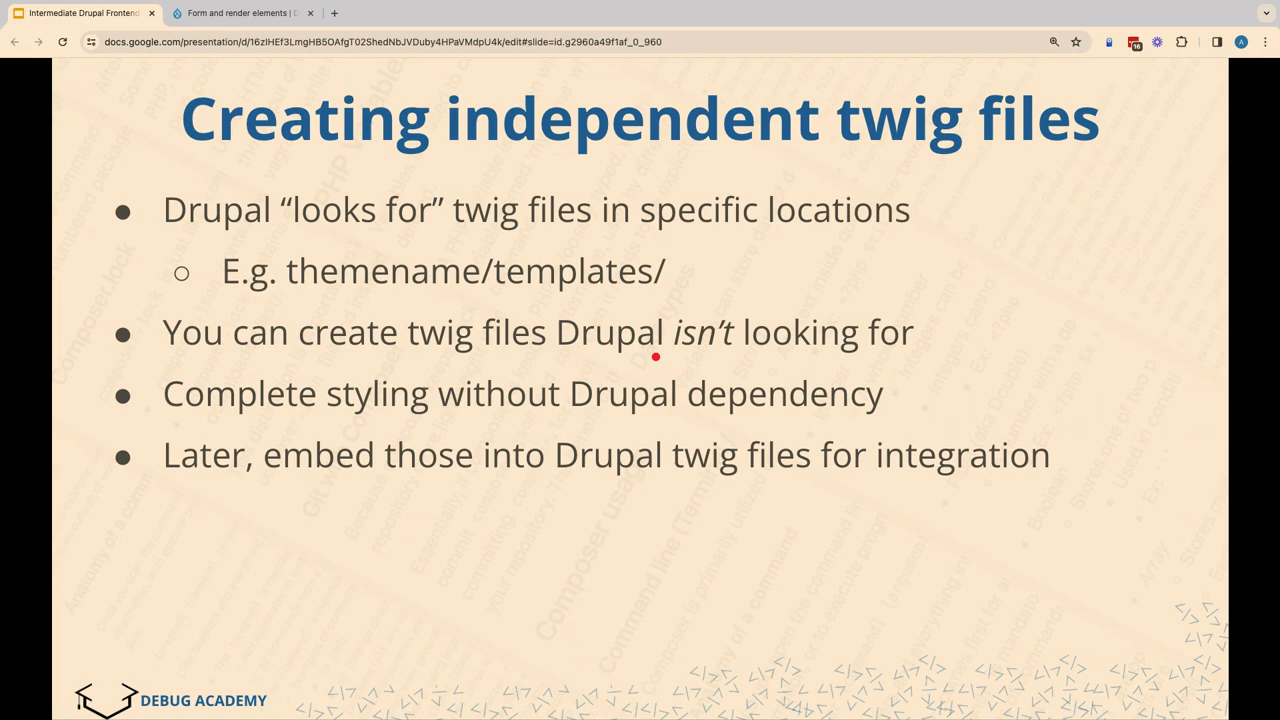 Intermediate Drupal Frontend
Form and render elements | D
docs.google.com/presentation/d/16zIHEf3LmgHB5OAfgT02ShedNbJVDuby4HPaVMdpU4k/edit#slide=id.g2960a49f1af_0_960
16
A
Creating independent twig files
● Drupal “looks for” twig files in specific locations
○ E.g. themename/templates/
● You can create twig files Drupal isn’t looking for
● Complete styling without Drupal dependency
● Later, embed those into Drupal twig files for integration
DEBUG ACADEMY